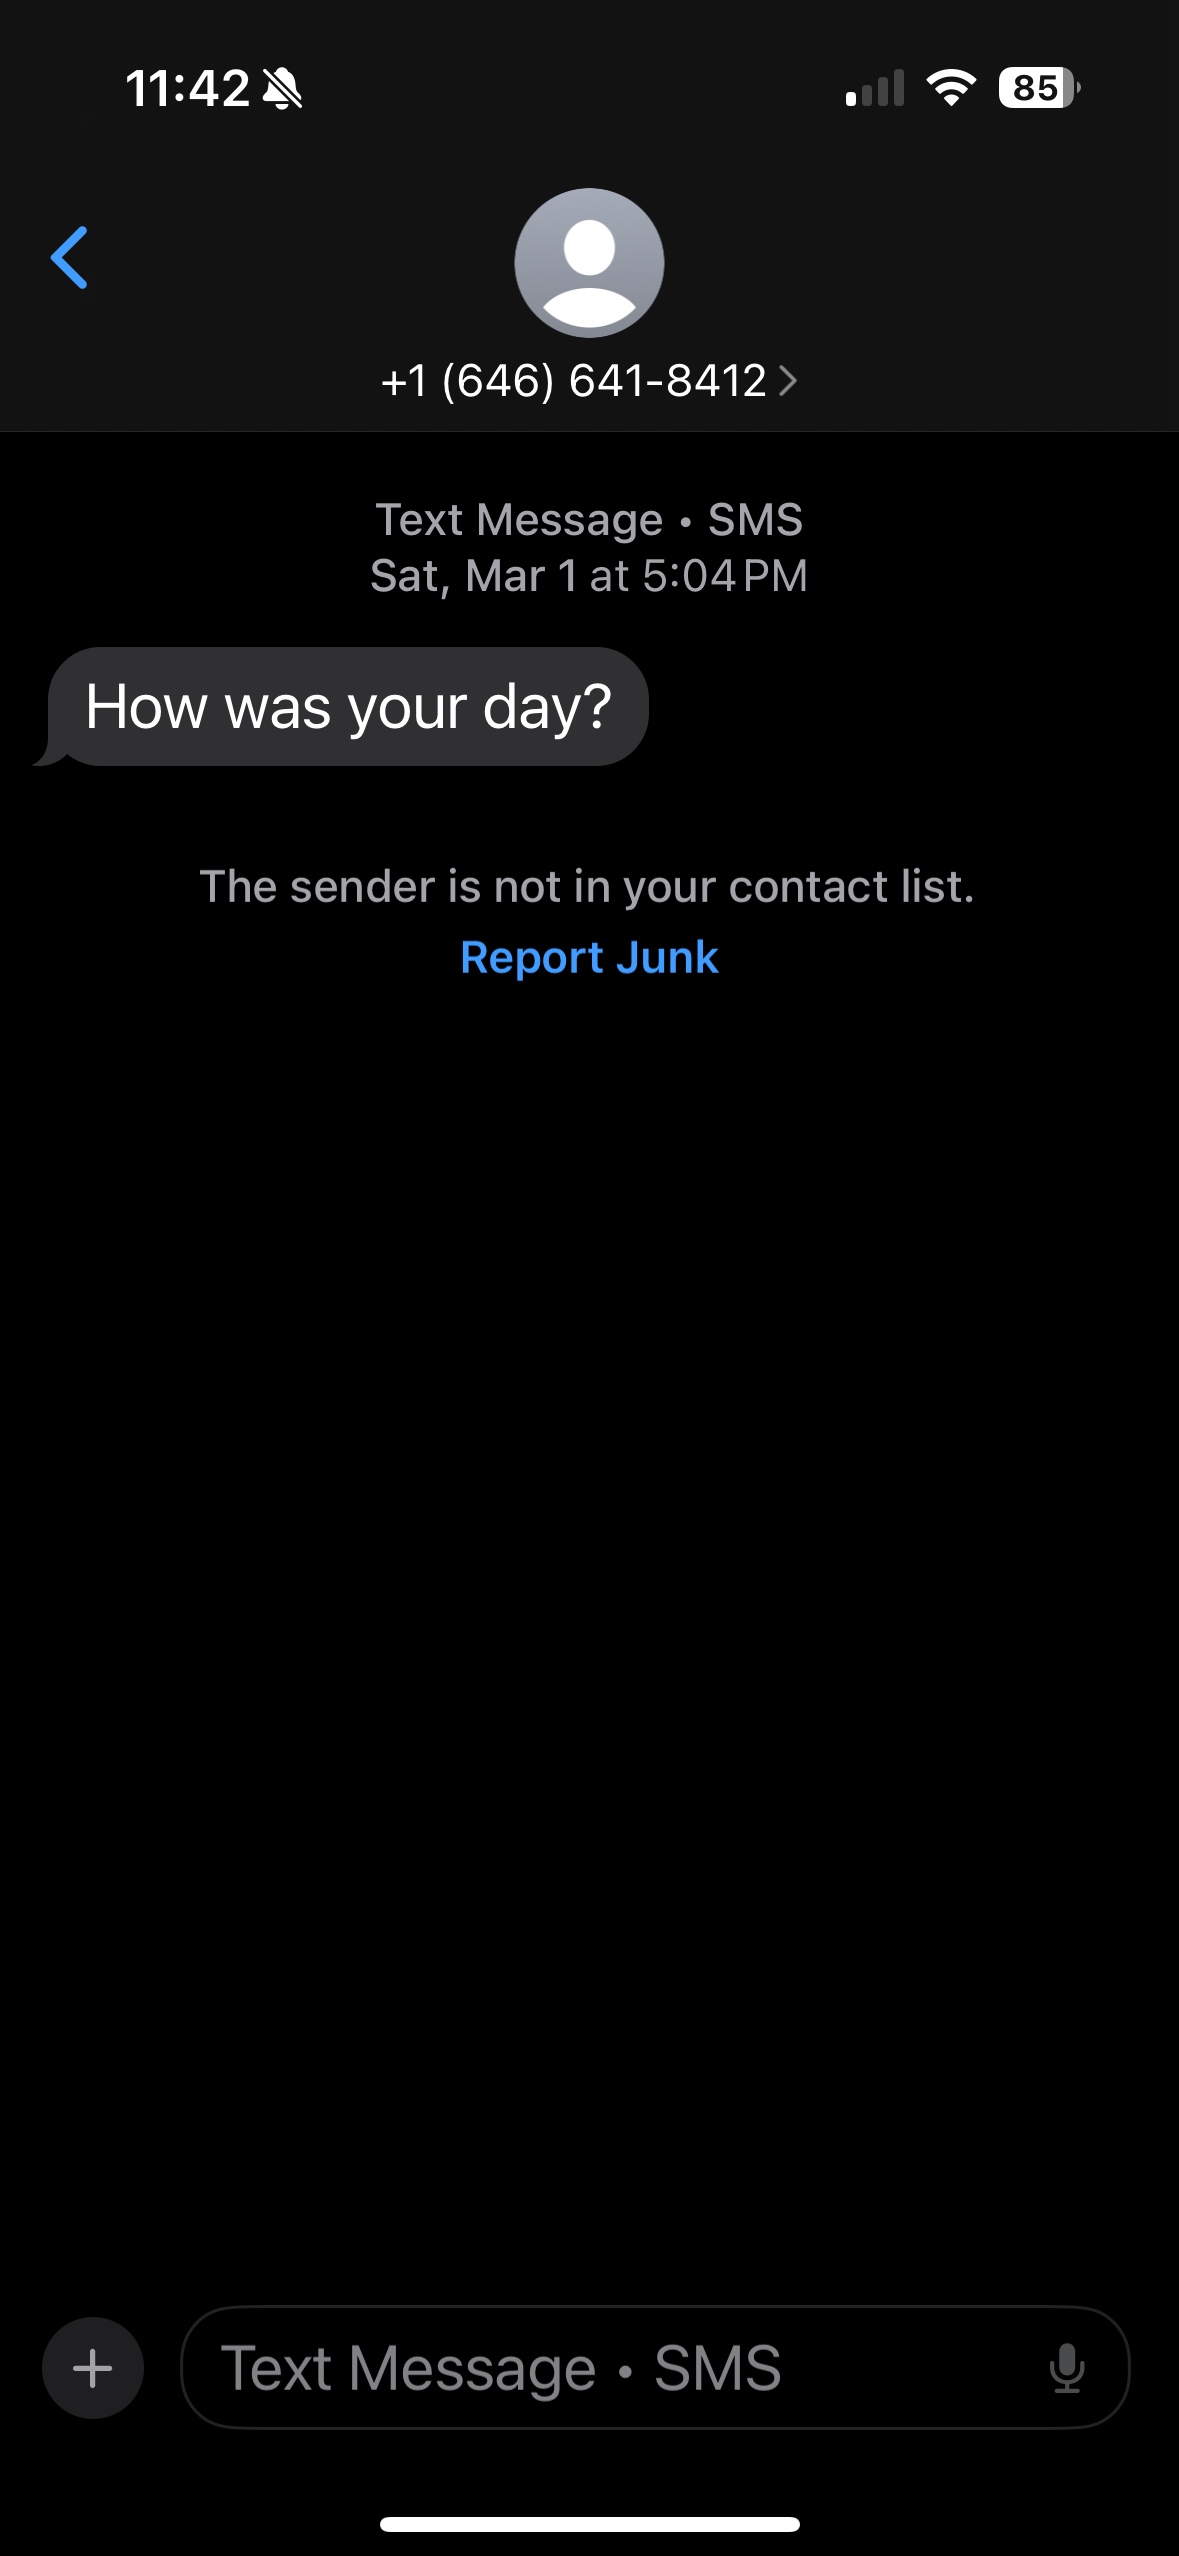 11:42
85
+1 (646) 641-8412
Text Message • SMS
Sat, Mar 1 at 5:04 PM
How was your day?
The sender is not in your contact list.
Report Junk
Text Message • SMS